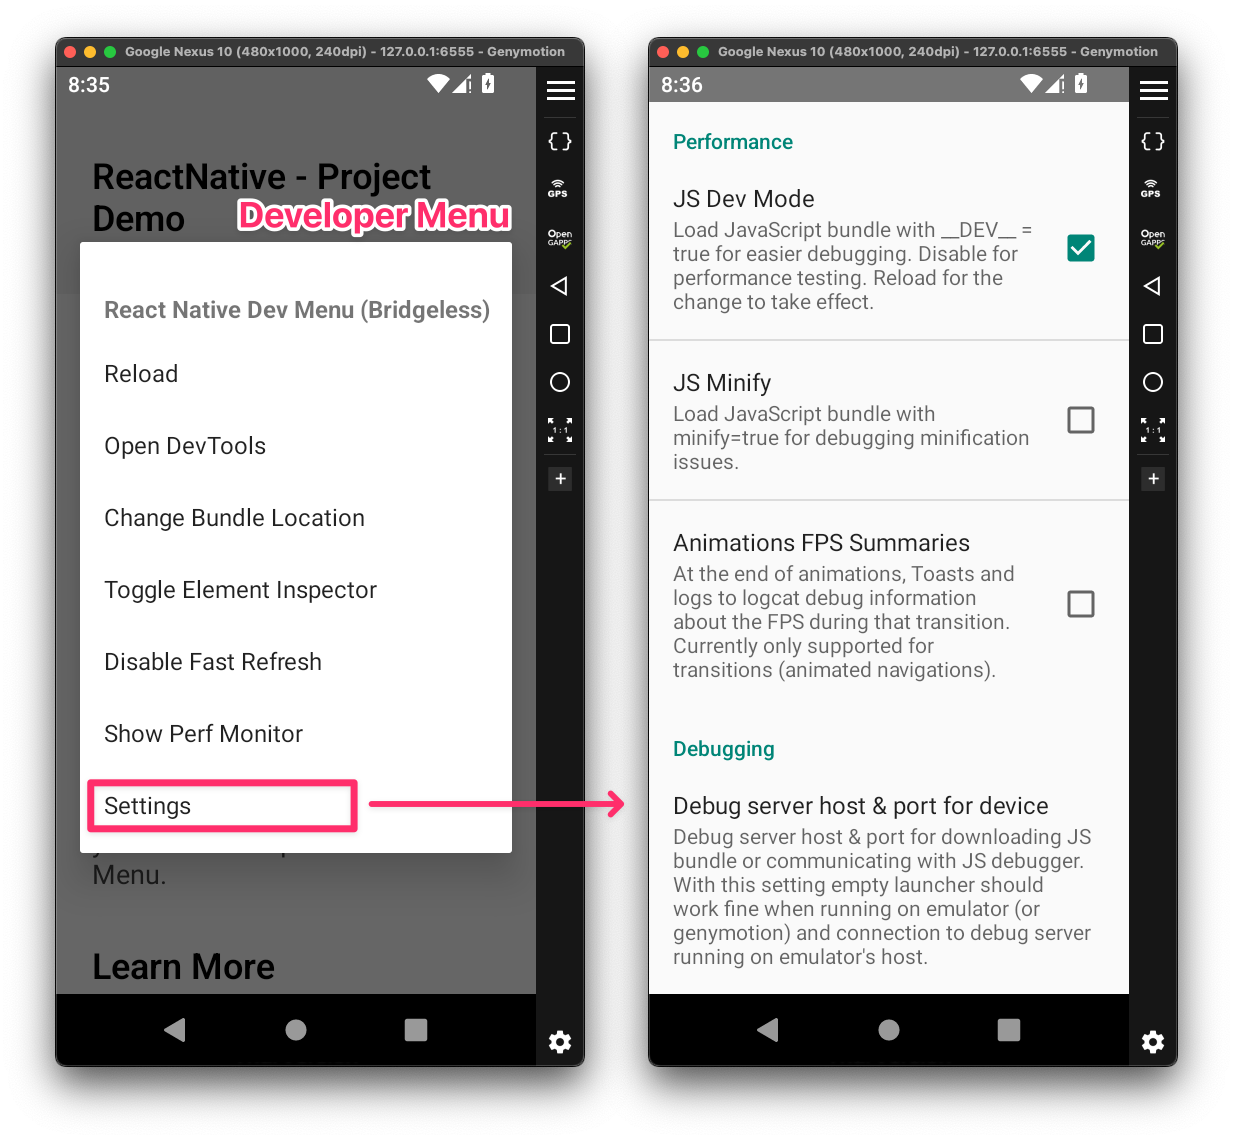 Google Nexus 10 (480x1000, 240dpi) - 127.0.0.1:6555 - Genymotion
8:35
ReactNative - Project
Demo
Developer Menu
React Native Dev Menu (Bridgeless)
Reload
Open DevTools
Change Bundle Location
Toggle Element Inspector
Disable Fast Refresh
Show Perf Monitor
Settings
Menu.
Learn More
GPS
Open
GAPPS
1 : 1
Google Nexus 10 (480x1000, 240dpi) - 127.0.0.1:6555 - Genymotion
8:36
Performance
JS Dev Mode
Load JavaScript bundle with __DEV__ =
true for easier debugging. Disable for
performance testing. Reload for the
change to take effect.
JS Minify
Load JavaScript bundle with
minify=true for debugging minification
issues.
Animations FPS Summaries
At the end of animations, Toasts and
logs to logcat debug information
about the FPS during that transition.
Currently only supported for
transitions (animated navigations).
Debugging
Debug server host & port for device
Debug server host & port for downloading JS
bundle or communicating with JS debugger.
With this setting empty launcher should
work fine when running on emulator (or
genymotion) and connection to debug server
running on emulator's host.
GPS
Open
GAPPS
1 : 1